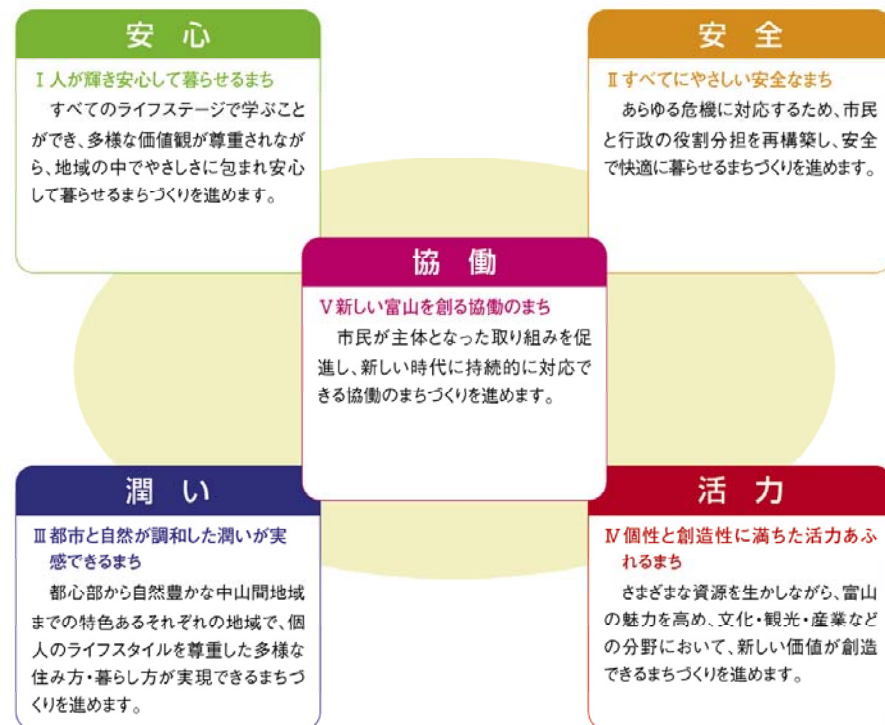 安心
Ⅰ人が輝き安心して暮らせるまち
すべてのライフステージで学ぶこと
ができ、多様な価値観が尊重されなが
ら、地域の中でやさしさに包まれ安心
して暮らせるまちづくりを進めます。
安全
Ⅱすべてにやさしい安全なまち
あらゆる危機に対応するため、市民
と行政の役割分担を再構築し、安全
で快適に暮らせるまちづくりを進めます。
協働
Ⅴ新しい富山を創る協働のまち
市民が主体となった取り組みを促
進し、新しい時代に持続的に対応で
きる協働のまちづくりを進めます。
潤い
Ⅲ都市と自然が調和した潤いが実
感できるまち
都心部から自然豊かな中山間地域
までの特色あるそれぞれの地域で、個
人のライフスタイルを尊重した多様な
住み方・暮らし方が実現できるまちづ
くりを進めます。
活力
Ⅳ個性と創造性に満ちた活力あふ
れるまち
さまざまな資源を生かしながら、富山
の魅力を高め、文化・観光・産業など
の分野において、新しい価値が創造
できるまちづくりを進めます。